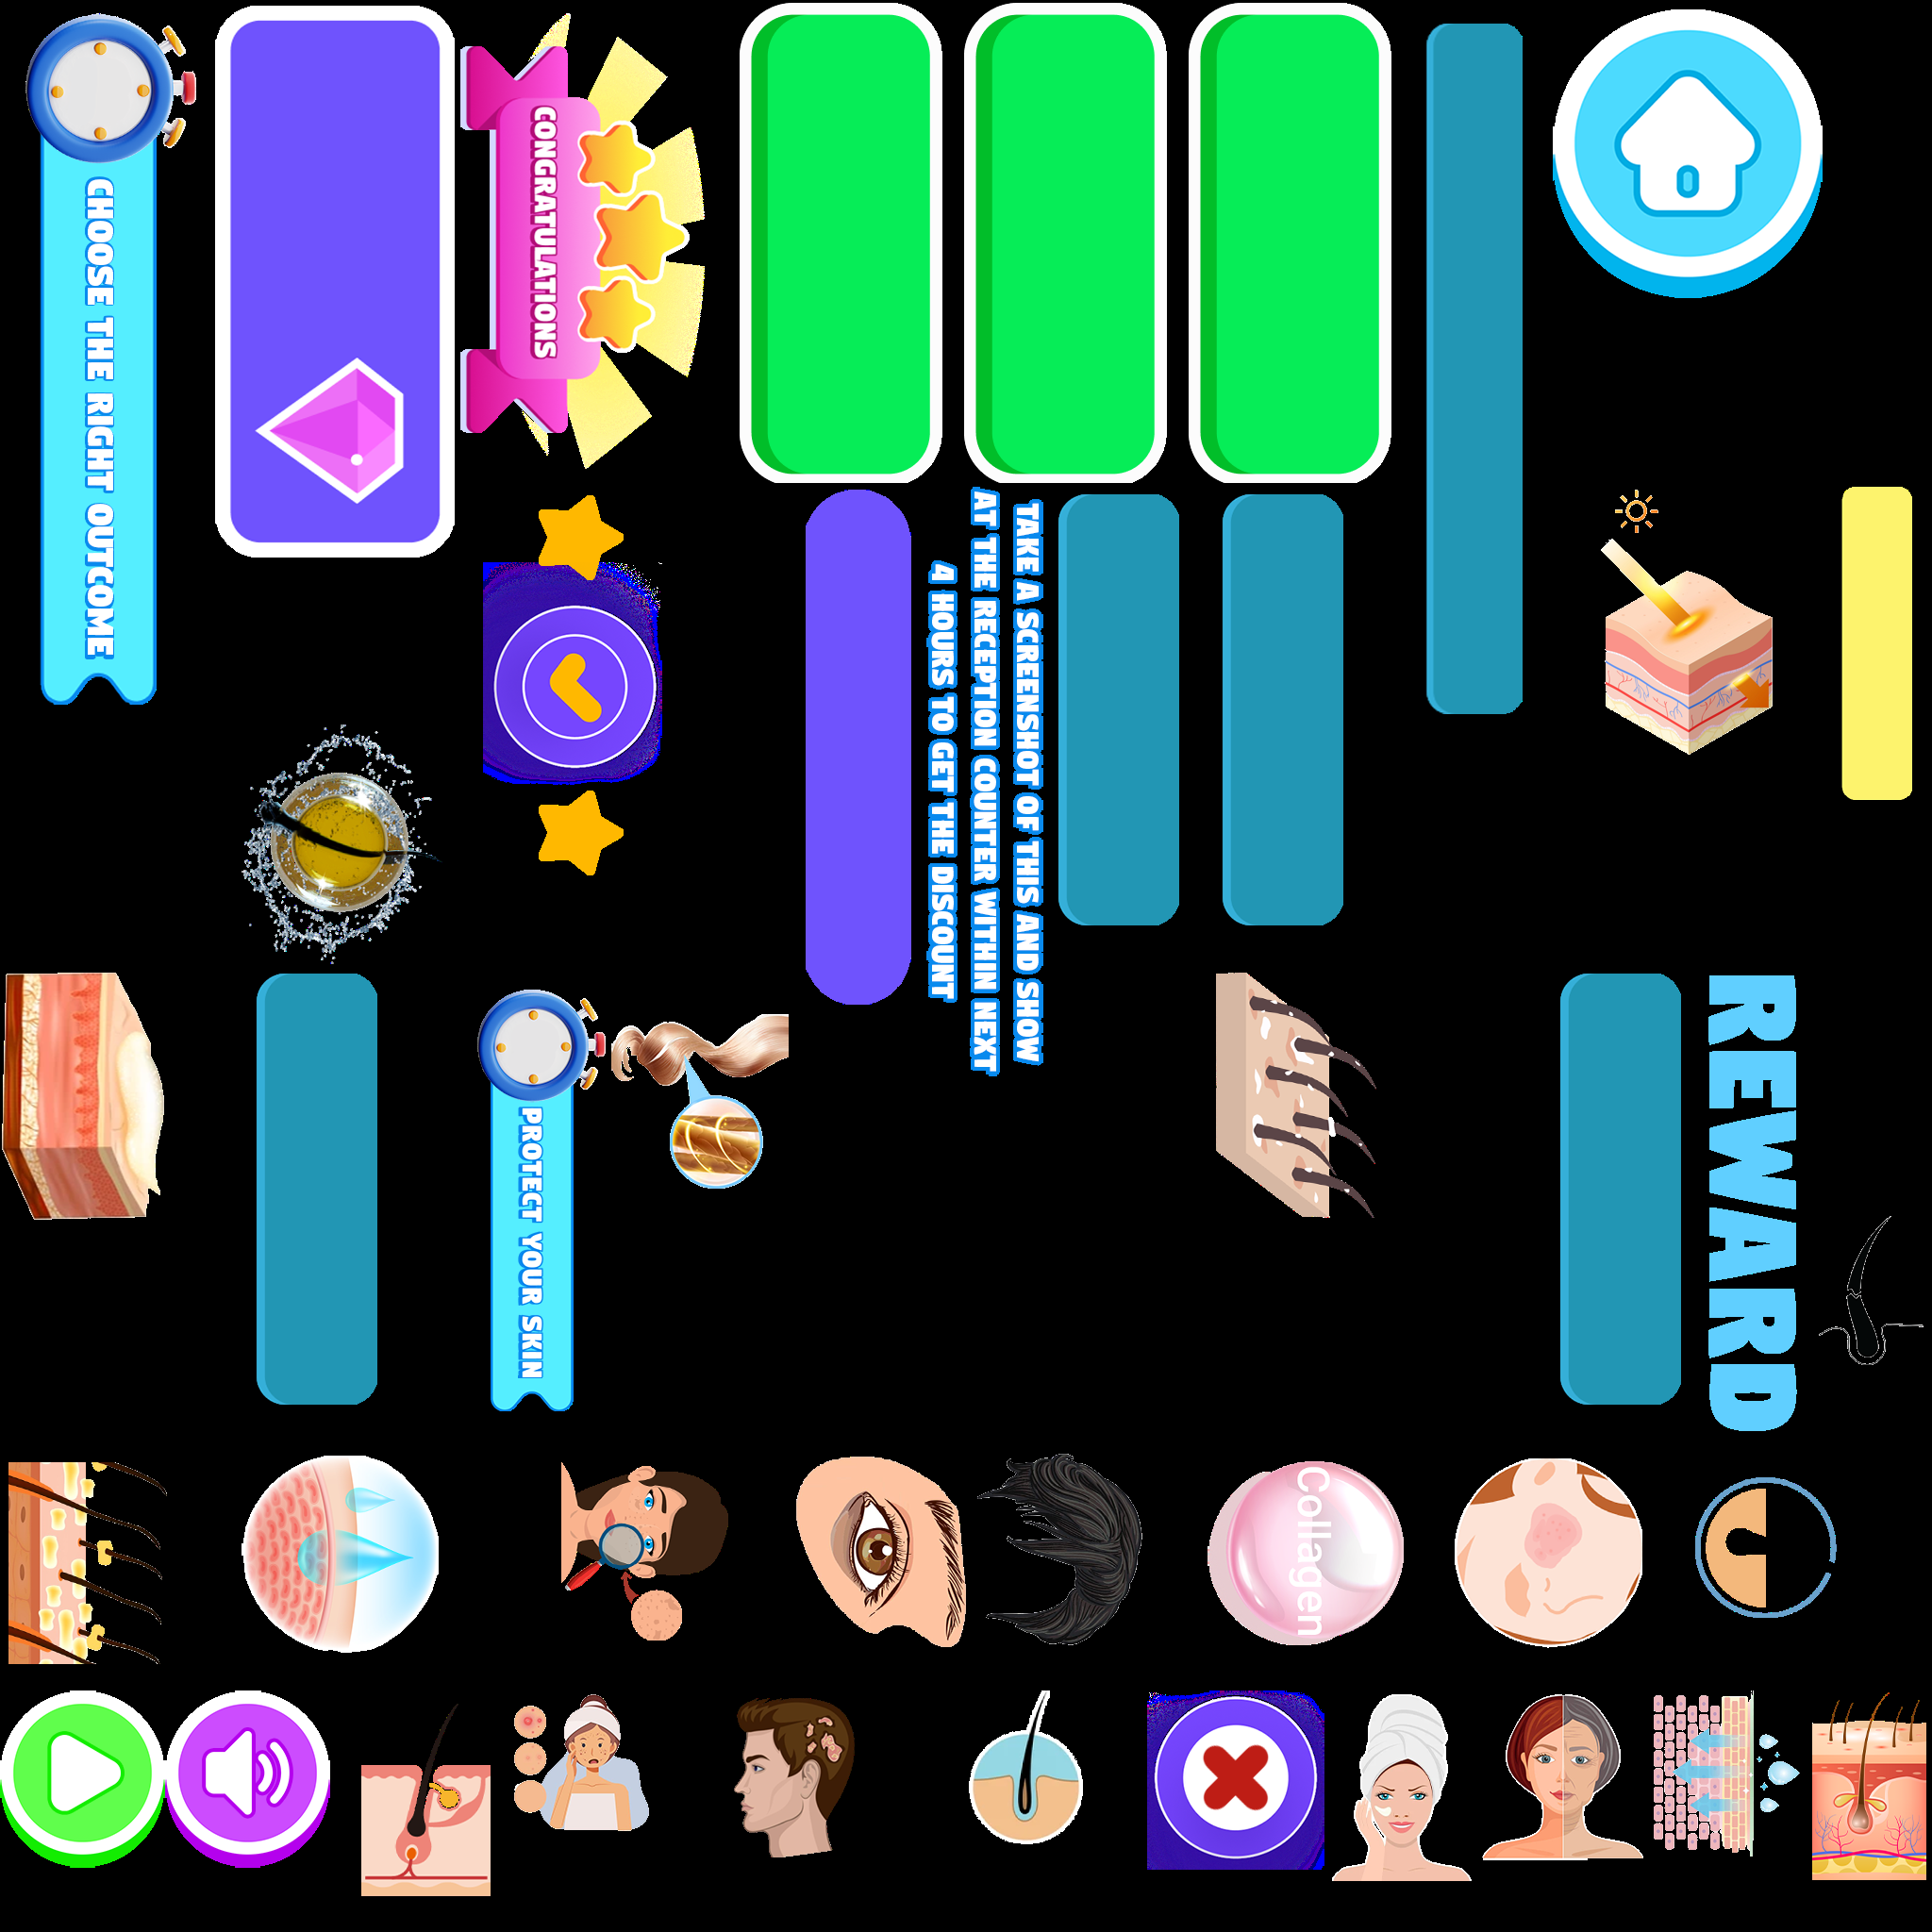 CHOOSE THE RIGHT OUTCOME
CONGRATULATIONS
TAKE A SCREENSHOT OF THIS AND SHOW
AT THE RECEPTION COUNTER WITHIN NEXT
4 HOURS TO GET THE DISCOUNT
PROTECT YOUR SKIN
REWARD
Collagen